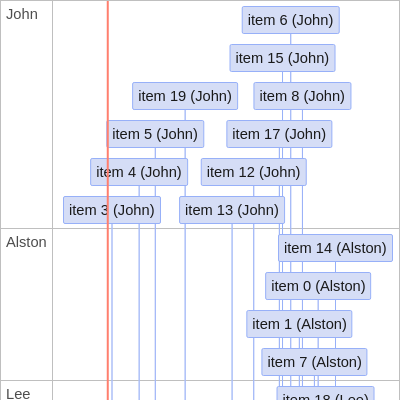 John
item 6 (John)
item 15 (John)
item 19 (John)
item 8 (John)
item 5 (John)
item 17 (John)
item 4 (John)
item 12 (John)
item 3 (John)
item 13 (John)
Alston
item 14 (Alston)
item 0 (Alston)
item 1 (Alston)
item 7 (Alston)
Lee
item 18 (Lee)